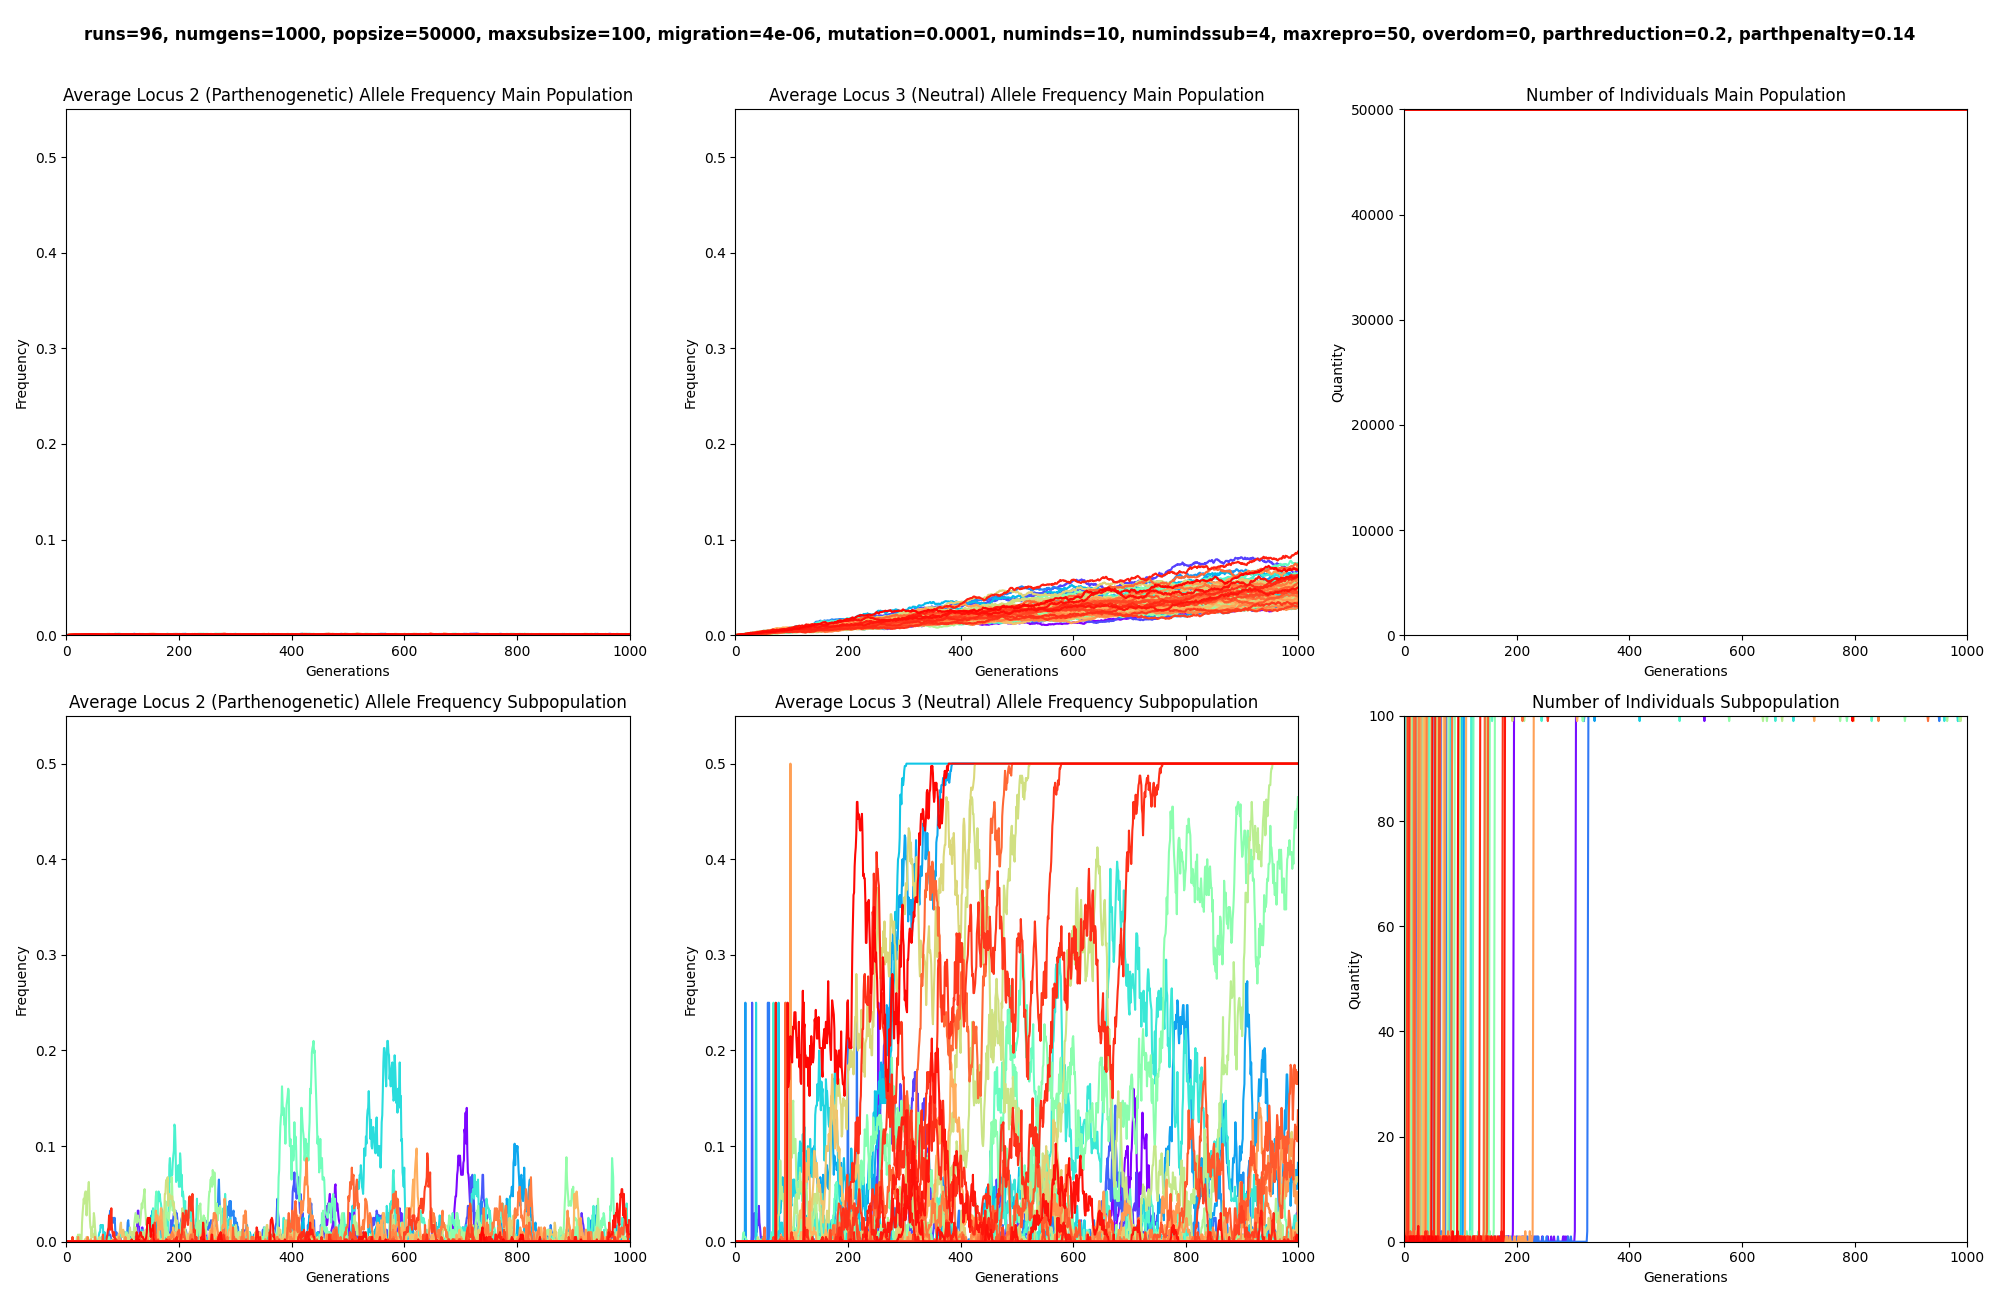 runs=96, numgens=1000, popsize=50000, maxsubsize=100, migration=4e-06, mutation=0.0001, numinds=10, numindssub=4, maxrepro=50, overdom=0, parthreduction=0.2, parthpenalty=0.14
Average Locus 2 (Parthenogenetic) Allele Frequency Main Population
0.5
0.4
0.3
0.2
0.1
0.0
Frequency
0 200 400 600 800 1000
Generations
Average Locus 3 (Neutral) Allele Frequency Main Population
0.5
0.4
0.3
0.2
0.1
0.0
Frequency
0 200 400 600 800 1000
Generations
Number of Individuals Main Population
50000
40000
30000
20000
10000
0
Quantity
0 200 400 600 800 1000
Generations
Average Locus 2 (Parthenogenetic) Allele Frequency Subpopulation
0.5
0.4
0.3
0.2
0.1
0.0
Frequency
0 200 400 600 800 1000
Generations
Average Locus 3 (Neutral) Allele Frequency Subpopulation
0.5
0.4
0.3
0.2
0.1
0.0
Frequency
0 200 400 600 800 1000
Generations
Number of Individuals Subpopulation
100
80
60
40
20
0
Quantity
0 200 400 600 800 1000
Generations